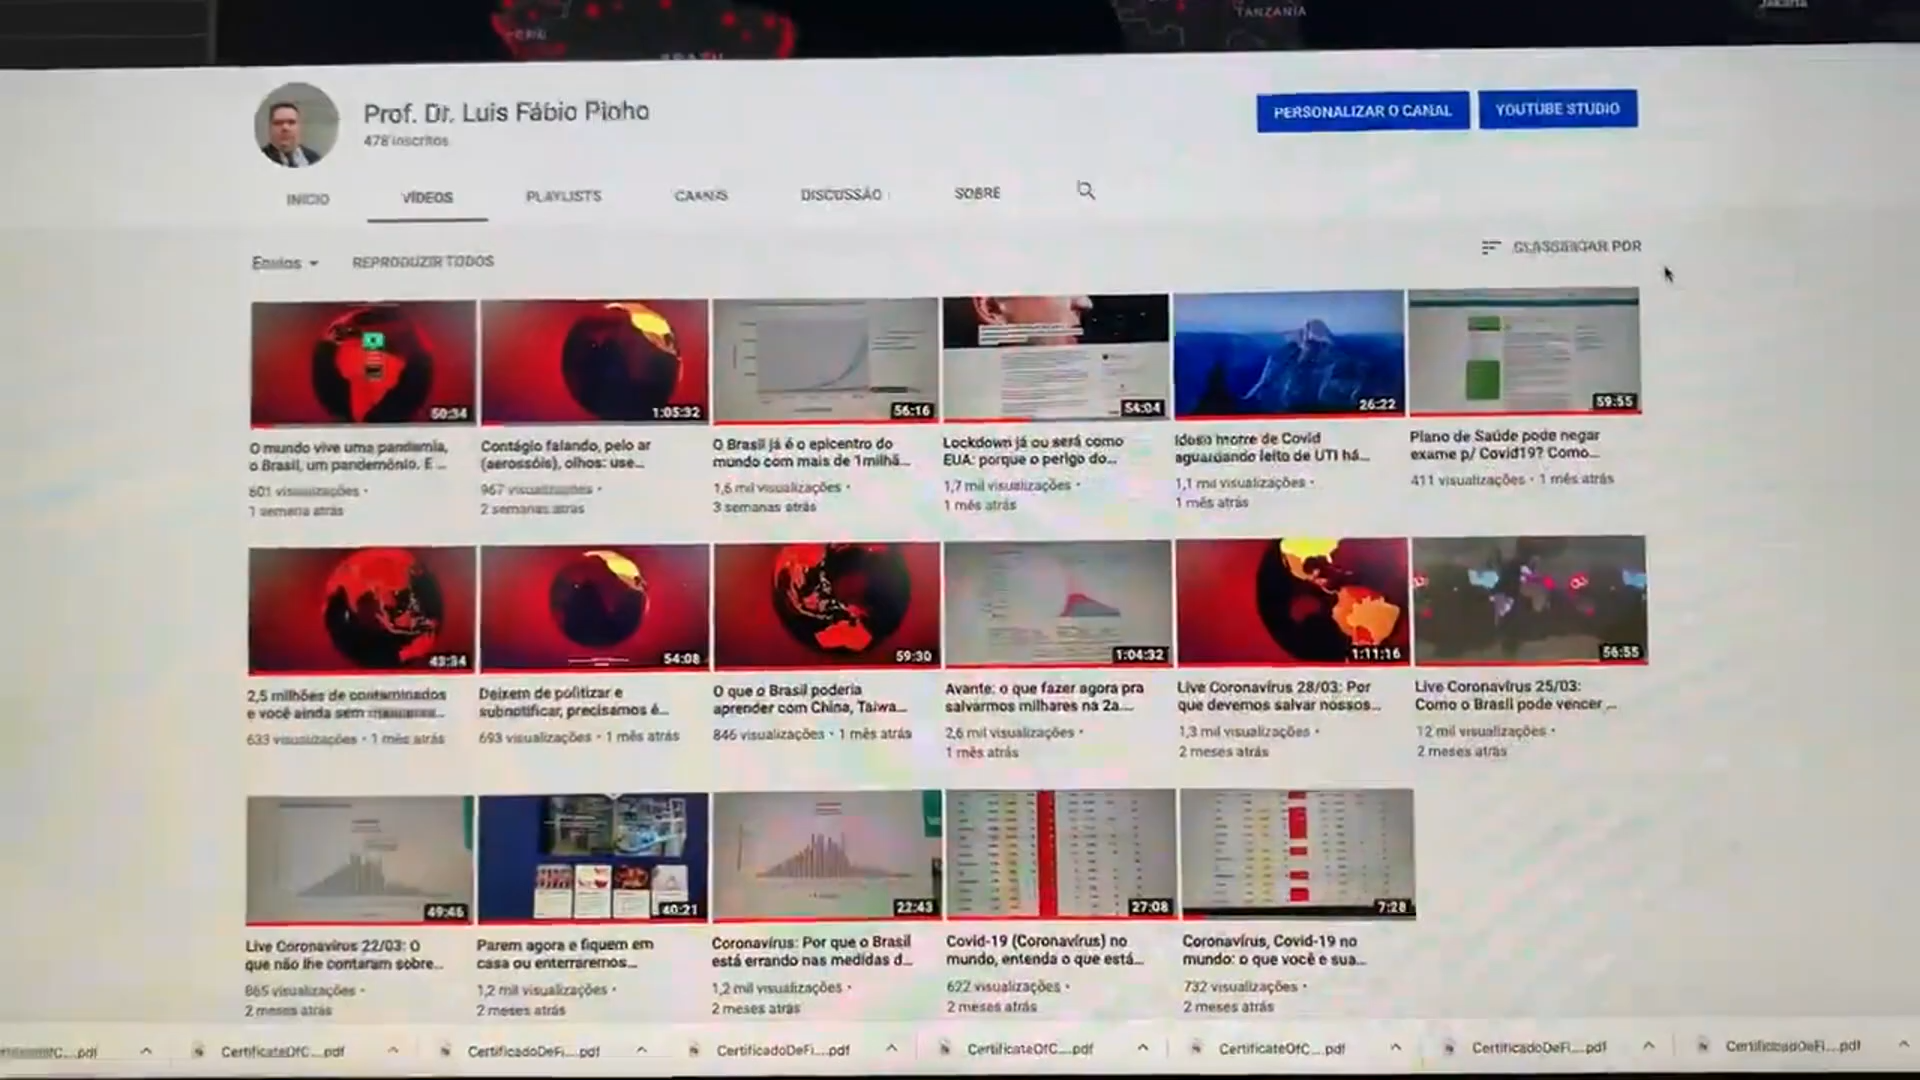 TANZANIA
Prof. Dr. Luis Fábio Pinho
478 inscritos
PERSONALIZAR O CANAL
YOUTUBE STUDIO
INÍCIO
VÍDEOS
PLAYLISTS
CANAIS
DISCUSSÃO
SOBRE
Envios
REPRODUZIR TODOS
CLASSIFICAR POR
50:34
1:05:32
56:16
54:04
26:22
59:55
O mundo vive uma pandemia,
o Brasil, um pandemônio. E ...
601 visualizações •
1 semana atrás
Contágio falando, pelo ar
(aerossóis), olhos: use...
967 visualizações •
2 semanas atrás
O Brasil já é o epicentro do
mundo com mais de 1milhã...
1,6 mil visualizações •
3 semanas atrás
Lockdown já ou será como
EUA: porque o perigo do...
1,7 mil visualizações •
1 mês atrás
Idoso morre de Covid
aguardando leito de UTI há...
1,1 mil visualizações •
1 mês atrás
Plano de Saúde pode negar
exame p/ Covid19? Como...
411 visualizações • 1 mês atrás
43:34
54:08
59:30
1:04:32
1:11:16
56:55
2,5 milhões de contaminados
e você ainda sem
633 visualizações • 1 mês atrás
Deixem de politizar e
subnotificar, precisamos é...
693 visualizações • 1 mês atrás
O que o Brasil poderia
aprender com China, Taiwa...
846 visualizações • 1 mês atrás
Avante: o que fazer agora pra
salvarmos milhares na 2a....
2,6 mil visualizações •
1 mês atrás
Live Coronavírus 28/03: Por
que devemos salvar nossos...
1,3 mil visualizações •
2 meses atrás
Live Coronavirus 25/03:
Como o Brasil pode vencer ...
12 mil visualizações •
2 meses atrás
49:46
40:21
22:43
27:08
7:28
Live Coronavírus 22/03: O
que não lhe contaram sobre...
865 visualizações •
2 meses atrás
Parem agora e fiquem em
casa ou enterraremos...
1,2 mil visualizações •
2 meses atrás
Coronavírus: Por que o Brasil
está errando nas medidas d...
1,2 mil visualizações •
2 meses atrás
Covid-19 (Coronavírus) no
mundo, entenda o que está...
622 visualizações •
2 meses atrás
Coronavírus, Covid-19 no
mundo: o que você e sua...
732 visualizações •
2 meses atrás
CertificateOfC....pdf
CertificadoDeFi....pdf
CertificadoDeFi....pdf
CertificateOfC....pdf
CertificateOfC....pdf
CertificadoDeFi....pdf
CertificadoDeFi....pdf